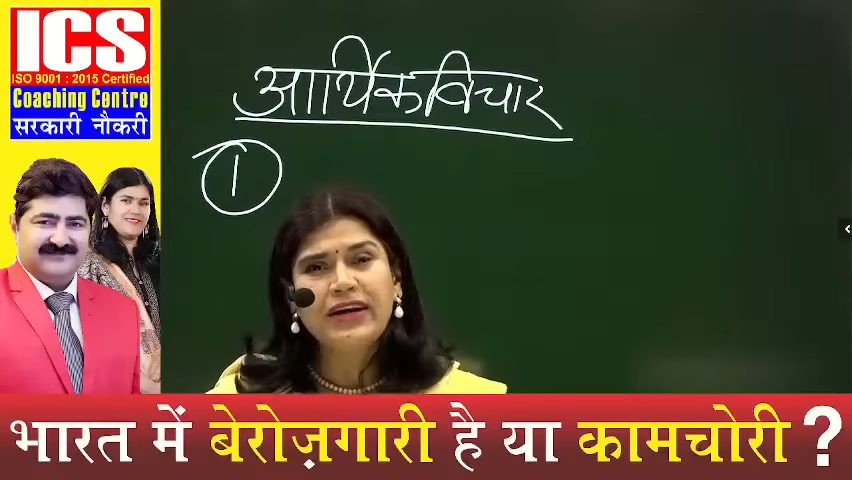 ICS
ISO 9001 : 2015 Certified
Coaching Centre
सरकारी नौकरी
आर्थिक विचार
1
भारत में बेरोज़गारी है या कामचोरी ?